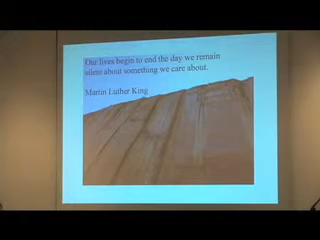 Our lives begin to end the day we remain
silent about something we care about.
Martin Luther King